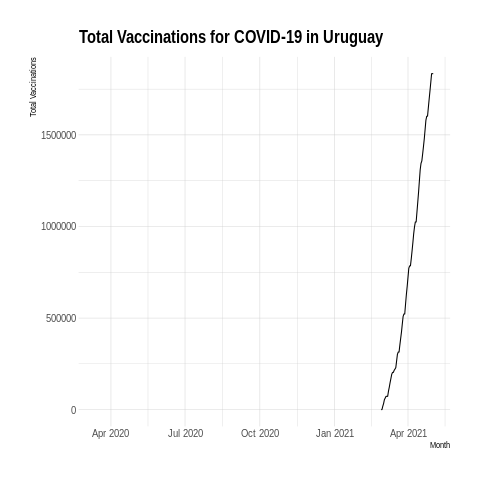 Total Vaccinations for COVID-19 in Uruguay
Total Vaccinations
1500000
1000000
500000
0
Apr 2020 Jul 2020 Oct 2020 Jan 2021 Apr 2021
Month